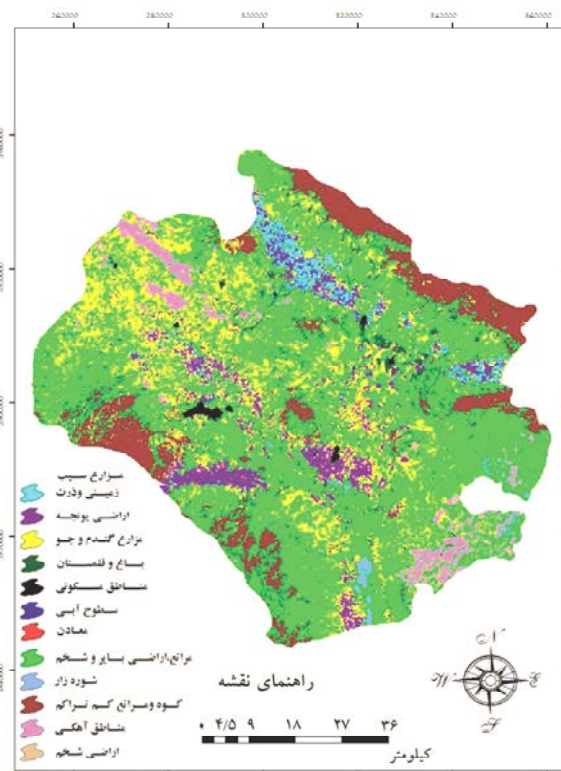 مزارع سیب
زمینی وذرت
اراضی یونجه
مزارع گندم و جو
باغ و قلمستان
مناطق مسکونی
سطوح آبی
معادن
مراتع،اراضی بایر و شخم
شوره زار
کوه ومراتع کم تراکم
مناطق آهکی
اراضی شخم
راهنمای نقشه
۰ ۴/۵ ۹ ۱۸ ۲۷ ۳۶
کیلومتر
N
W E
S